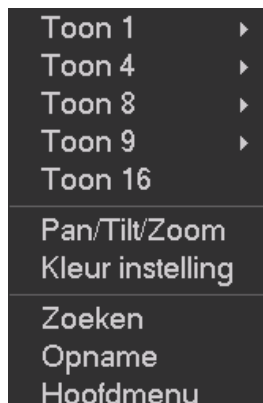 Toon 1
Toon 4
Toon 8
Toon 9
Toon 16
Pan/Tilt/Zoom
Kleur instelling
Zoeken
Opname
Hoofdmenu